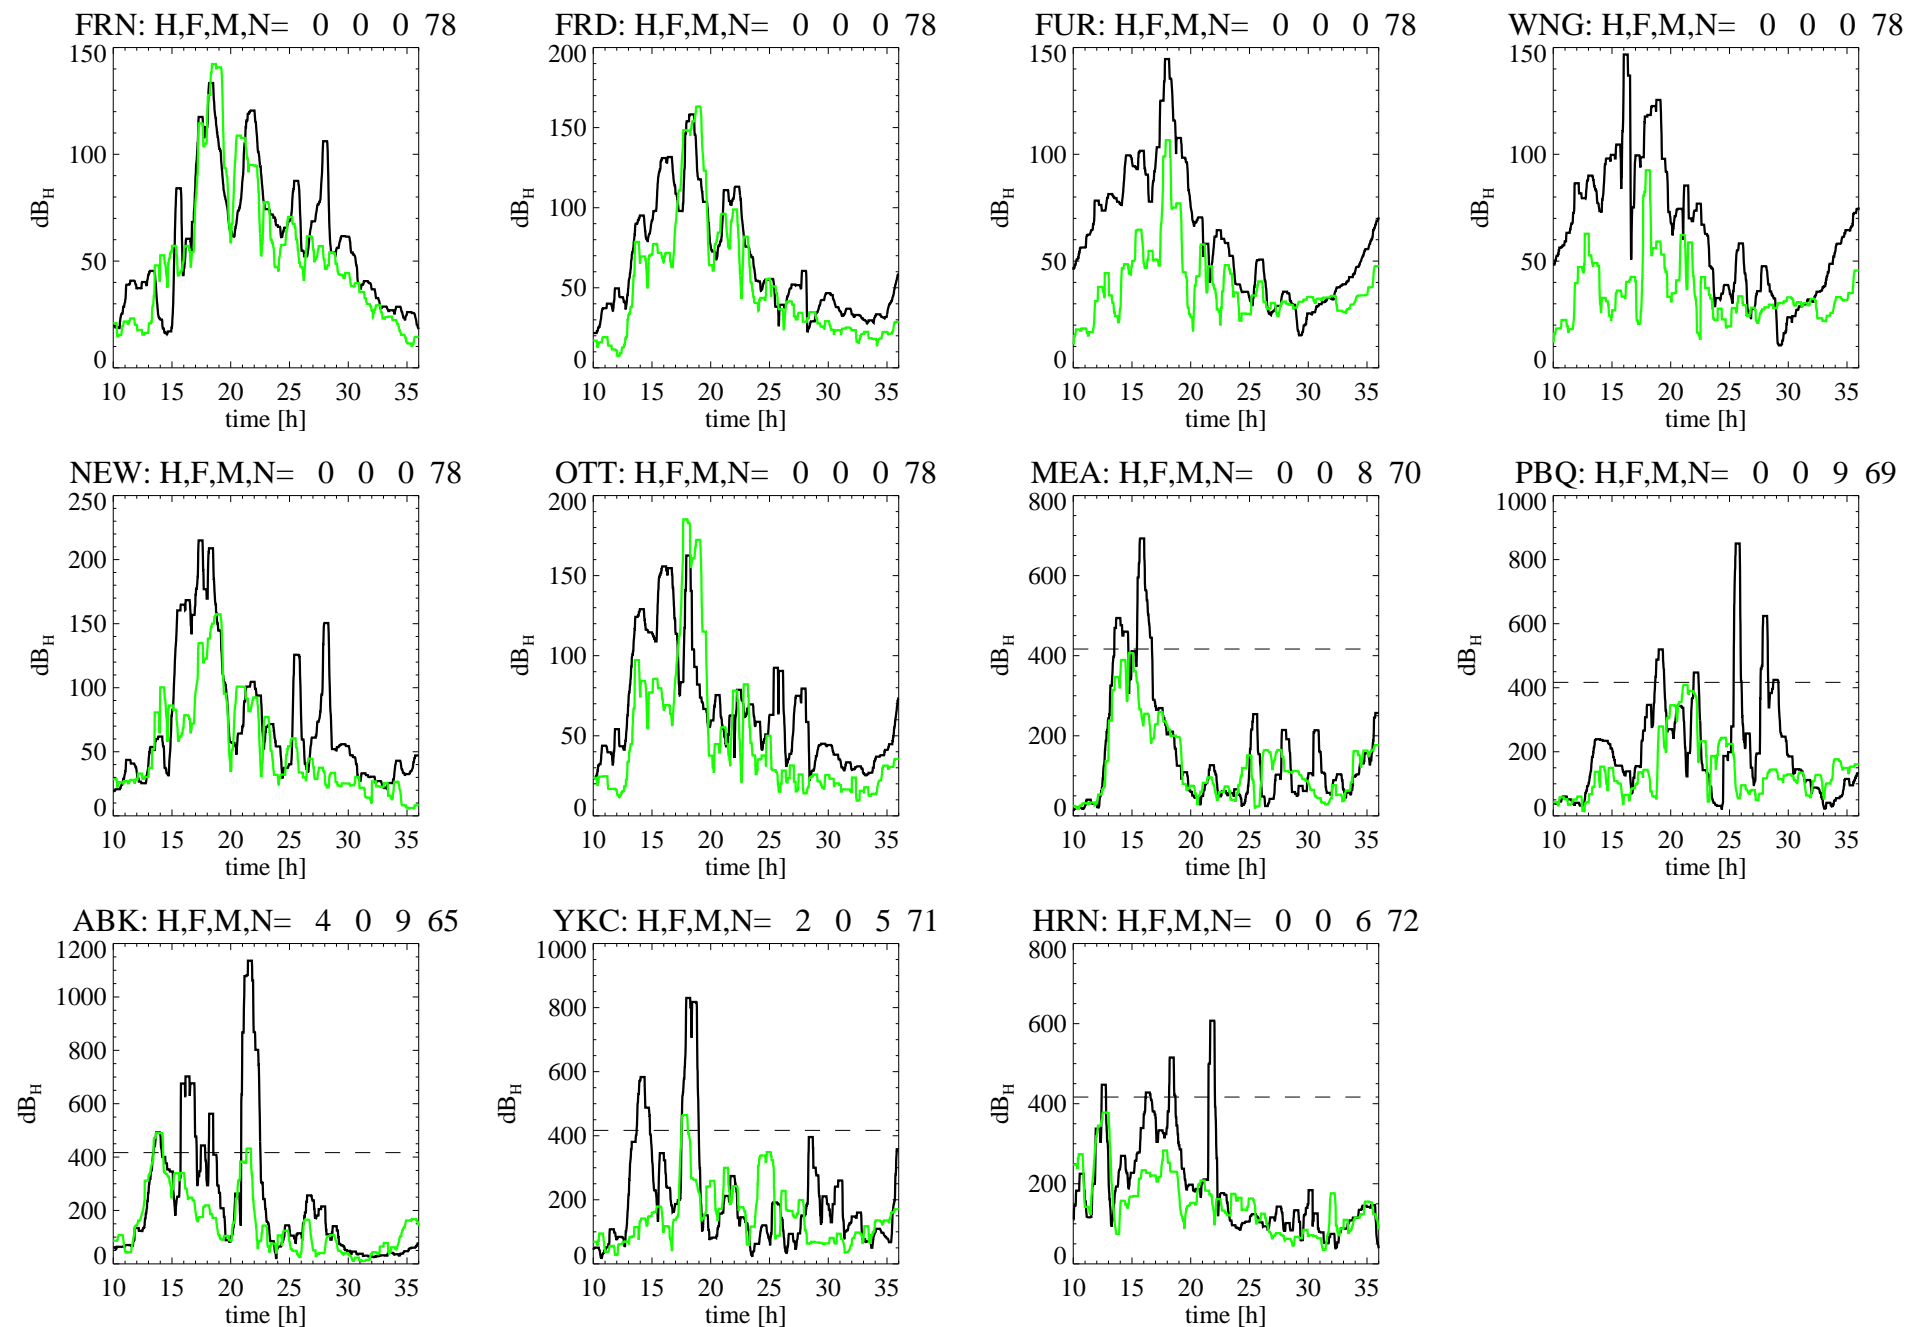 FRN: H,F,M,N= 0 0 0 78
150
100
50
0
dB_H
10 15 20 25 30 35
time [h]
FRD: H,F,M,N= 0 0 0 78
200
150
100
50
0
dB_H
10 15 20 25 30 35
time [h]
FUR: H,F,M,N= 0 0 0 78
150
100
50
0
dB_H
10 15 20 25 30 35
time [h]
WNG: H,F,M,N= 0 0 0 78
150
100
50
0
dB_H
10 15 20 25 30 35
time [h]
NEW: H,F,M,N= 0 0 0 78
250
200
150
100
50
0
dB_H
10 15 20 25 30 35
time [h]
OTT: H,F,M,N= 0 0 0 78
200
150
100
50
0
dB_H
10 15 20 25 30 35
time [h]
MEA: H,F,M,N= 0 0 8 70
800
600
400
200
0
dB_H
10 15 20 25 30 35
time [h]
PBQ: H,F,M,N= 0 0 9 69
1000
800
600
400
200
0
dB_H
10 15 20 25 30 35
time [h]
ABK: H,F,M,N= 4 0 9 65
1200
1000
800
600
400
200
0
dB_H
10 15 20 25 30 35
time [h]
YKC: H,F,M,N= 2 0 5 71
1000
800
600
400
200
0
dB_H
10 15 20 25 30 35
time [h]
HRN: H,F,M,N= 0 0 6 72
800
600
400
200
0
dB_H
10 15 20 25 30 35
time [h]